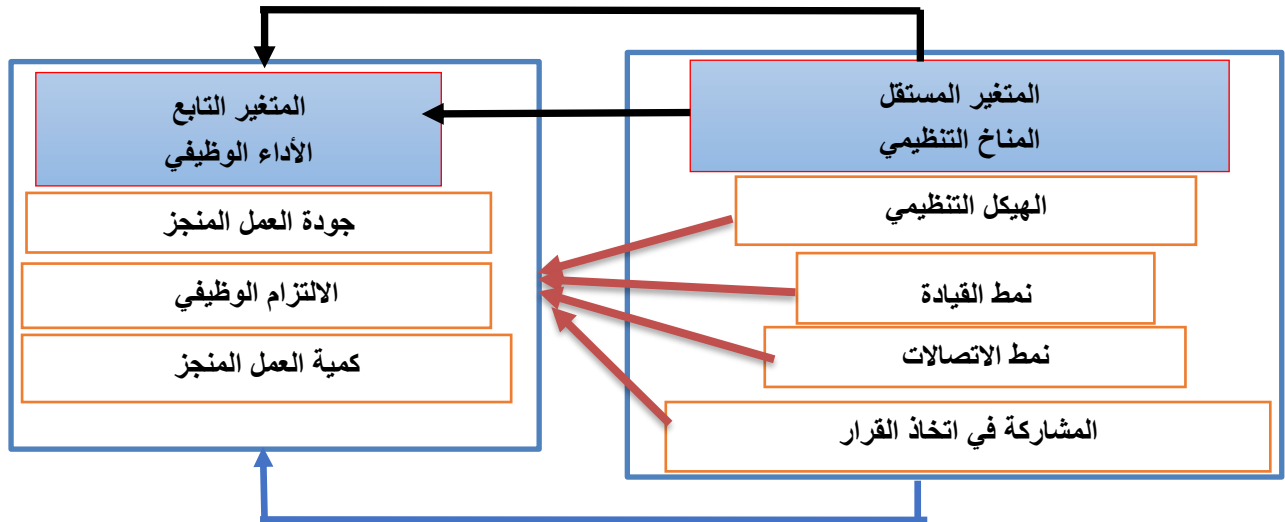 المتغير المستقل
المناخ التنظيمي
الهيكل التنظيمي
نمط القيادة
نمط الاتصالات
المشاركة في اتخاذ القرار
المتغير التابع
الأداء الوظيفي
جودة العمل المنجز
الالتزام الوظيفي
كمية العمل المنجز